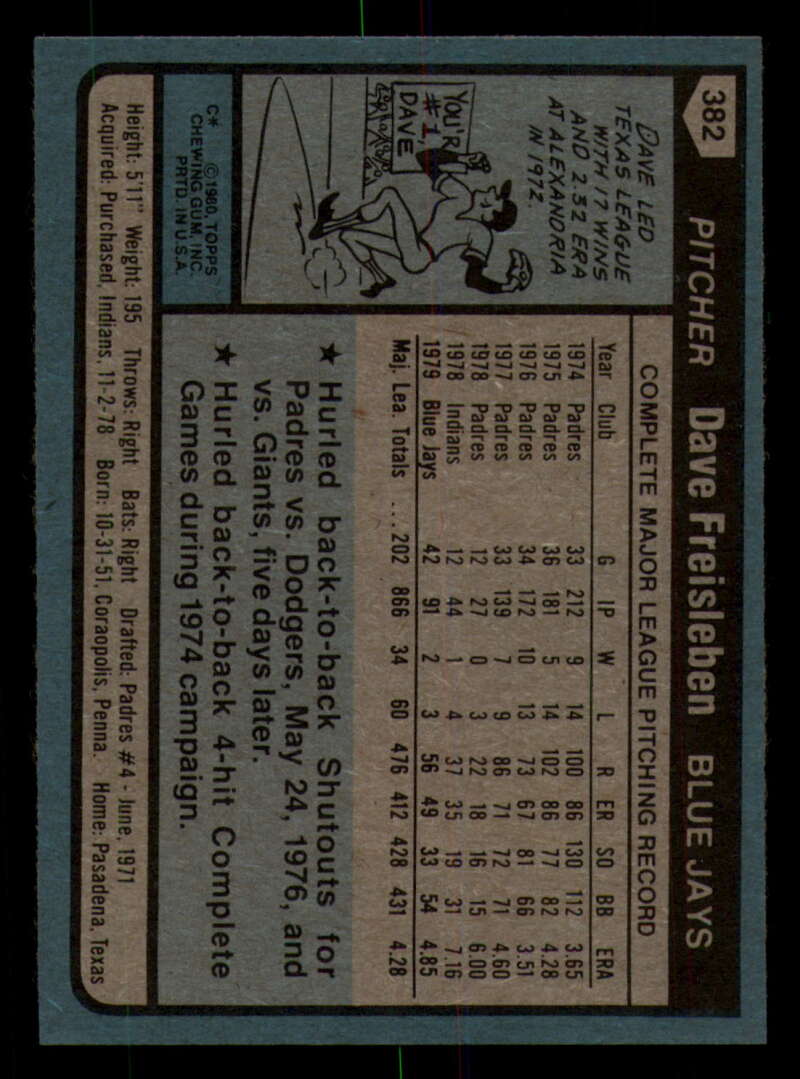 382
PITCHER Dave Freisleben BLUE JAYS
DAVE LED
TEXAS LEAGUE
WITH 17 WINS
AND 2.32 ERA
AT ALEXANDRIA
IN 1972.
YOU'R
#1,
DAVE
C* © 1980, TOPPS
CHEWING GUM, INC.
PRTD. IN U.S.A.
COMPLETE MAJOR LEAGUE PITCHING RECORD
Year Club G IP W L R ER SO BB ERA
1974 Padres 33 212 9 14 100 86 130 112 3.65
1975 Padres 36 181 5 14 102 86 77 82 4.28
1976 Padres 34 172 10 13 73 67 81 66 3.51
1977 Padres 33 139 7 9 86 71 72 71 4.60
1978 Padres 12 27 0 3 22 18 16 15 6.00
1978 Indians 12 44 1 4 37 35 19 31 7.16
1979 Blue Jays 42 91 2 3 56 49 33 54 4.85
Maj. Lea. Totals ... 202 866 34 60 476 412 428 431 4.28
★ Hurled back-to-back Shutouts for
Padres vs. Dodgers, May 24, 1976, and
vs. Giants, five days later.
★ Hurled back-to-back 4-hit Complete
Games during 1974 campaign.
Height: 5'11" Weight: 195 Throws: Right Bats: Right Drafted: Padres #4 - June, 1971
Acquired: Purchased, Indians, 11-2-78 Born: 10-31-51, Coraopolis, Penna. Home: Pasadena, Texas